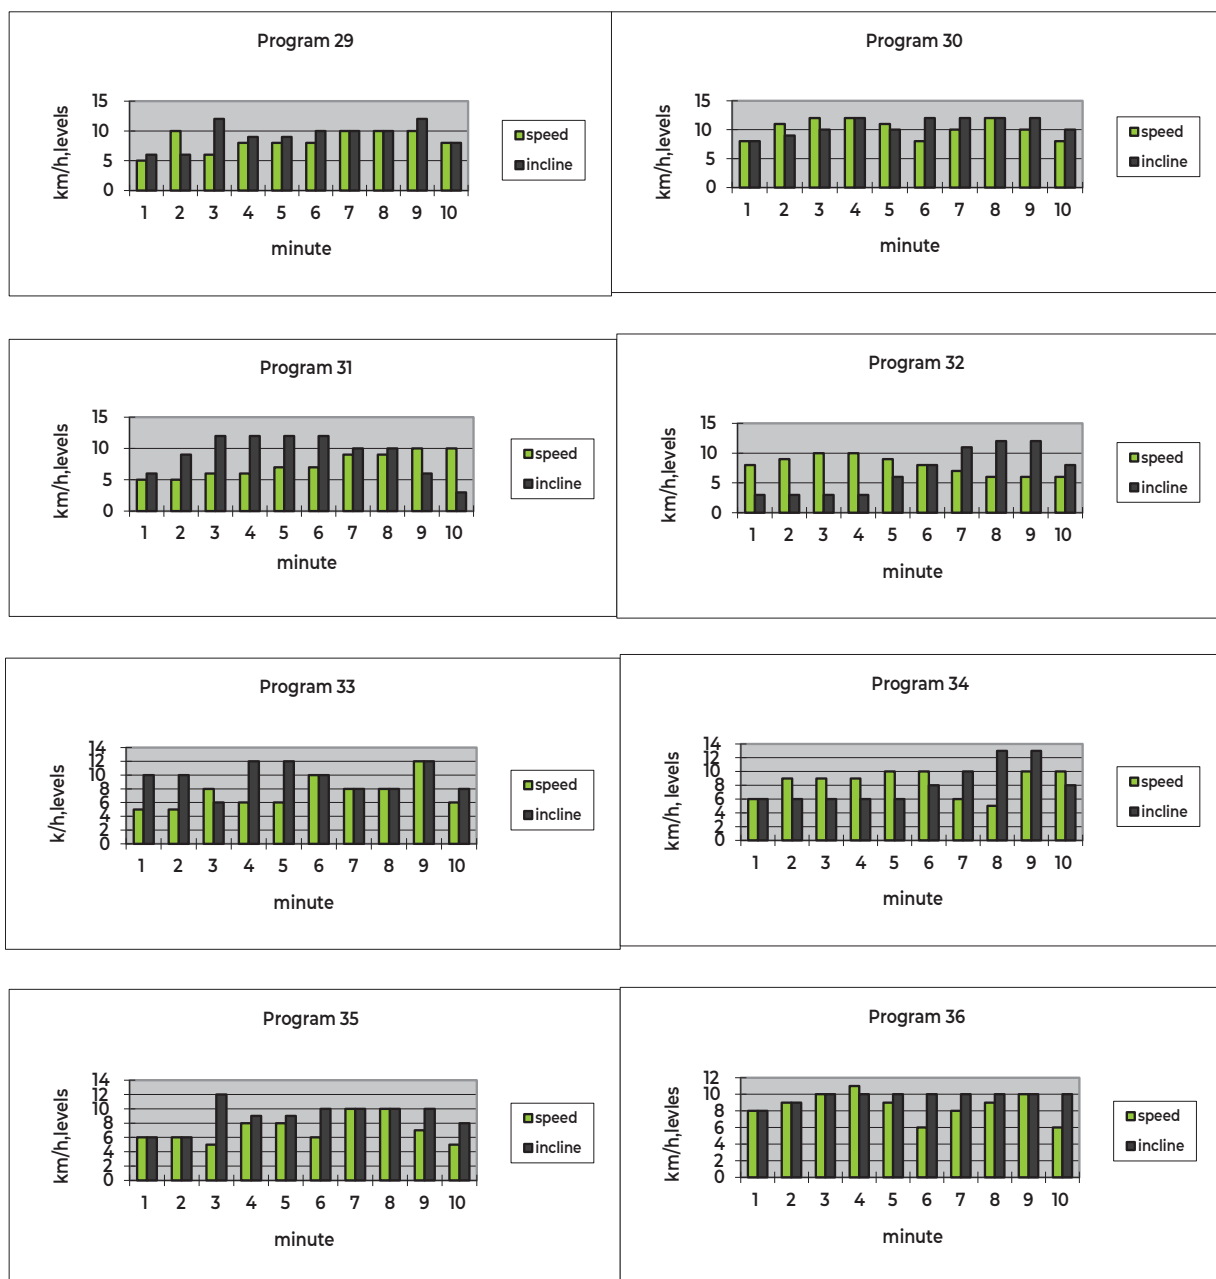 Program 29
15
10
5
0
km/h,levels
1 2 3 4 5 6 7 8 9 10
minute
speed
incline
Program 30
15
10
5
0
km/h,levels
1 2 3 4 5 6 7 8 9 10
minute
speed
incline
Program 31
15
10
5
0
km/h,levels
1 2 3 4 5 6 7 8 9 10
minute
speed
incline
Program 32
15
10
5
0
km/h,levels
1 2 3 4 5 6 7 8 9 10
minute
speed
incline
Program 33
14
12
10
8
6
4
2
0
k/h,levels
1 2 3 4 5 6 7 8 9 10
minute
speed
incline
Program 34
14
12
10
8
6
4
2
0
km/h, levels
1 2 3 4 5 6 7 8 9 10
minute
speed
incline
Program 35
14
12
10
8
6
4
2
0
km/h,levels
1 2 3 4 5 6 7 8 9 10
minute
speed
incline
Program 36
12
10
8
6
4
2
0
km/h,levles
1 2 3 4 5 6 7 8 9 10
minute
speed
incline